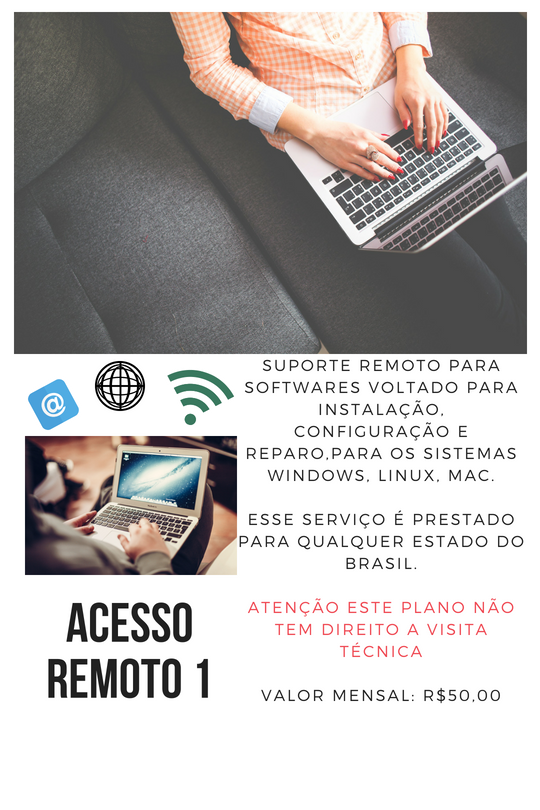 SUPORTE REMOTO PARA
SOFTWARES VOLTADO PARA
INSTALAÇÃO,
CONFIGURAÇÃO E
REPARO,PARA OS SISTEMAS
WINDOWS, LINUX, MAC.
ESSE SERVIÇO É PRESTADO
PARA QUALQUER ESTADO DO
BRASIL.
ATENÇÃO ESTE PLANO NÃO
TEM DIREITO A VISITA
TÉCNICA
VALOR MENSAL: R$50,00
@
ACESSO
REMOTO 1